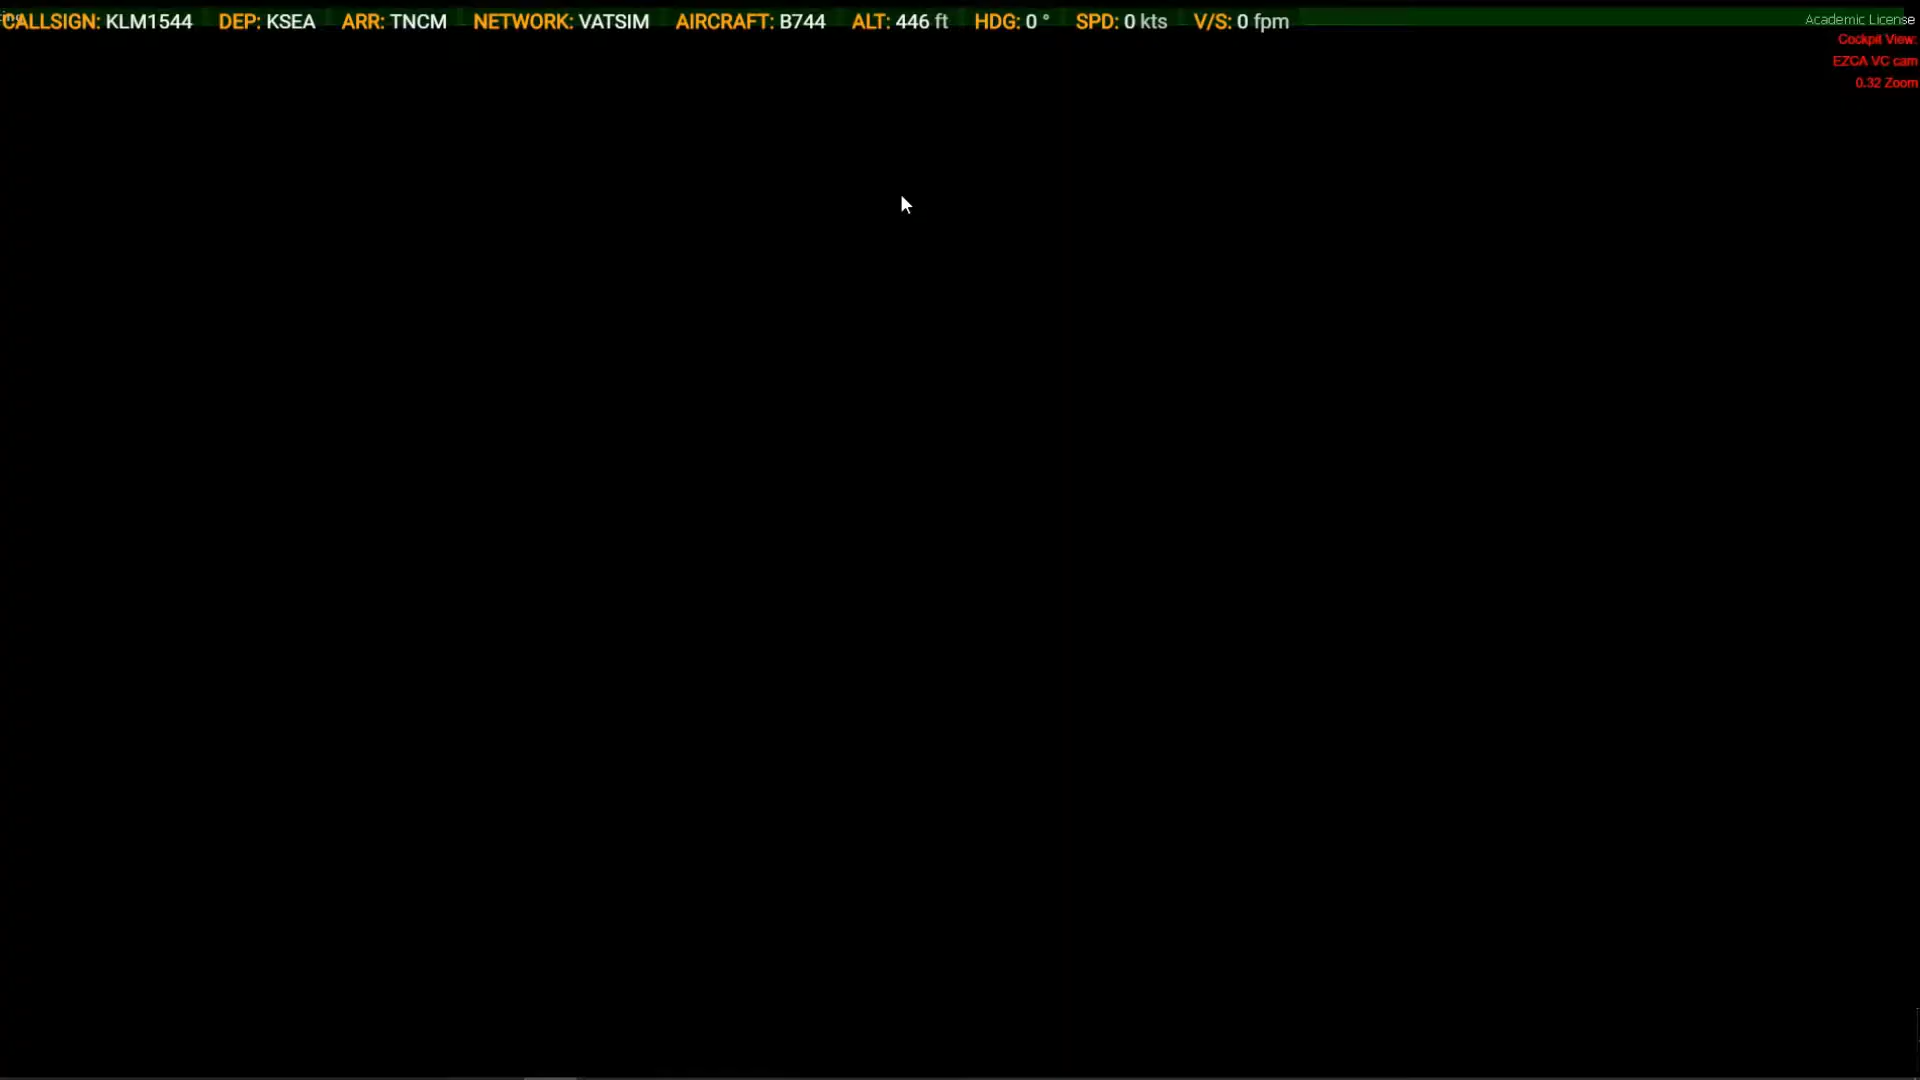 CALLSIGN: KLM1544 DEP: KSEA ARR: TNCM NETWORK: VATSIM AIRCRAFT: B744 ALT: 446 ft HDG: 0 ° SPD: 0 kts V/S: 0 fpm
Academic License
Cockpit View:
EZCA VC cam
0.32 Zoom